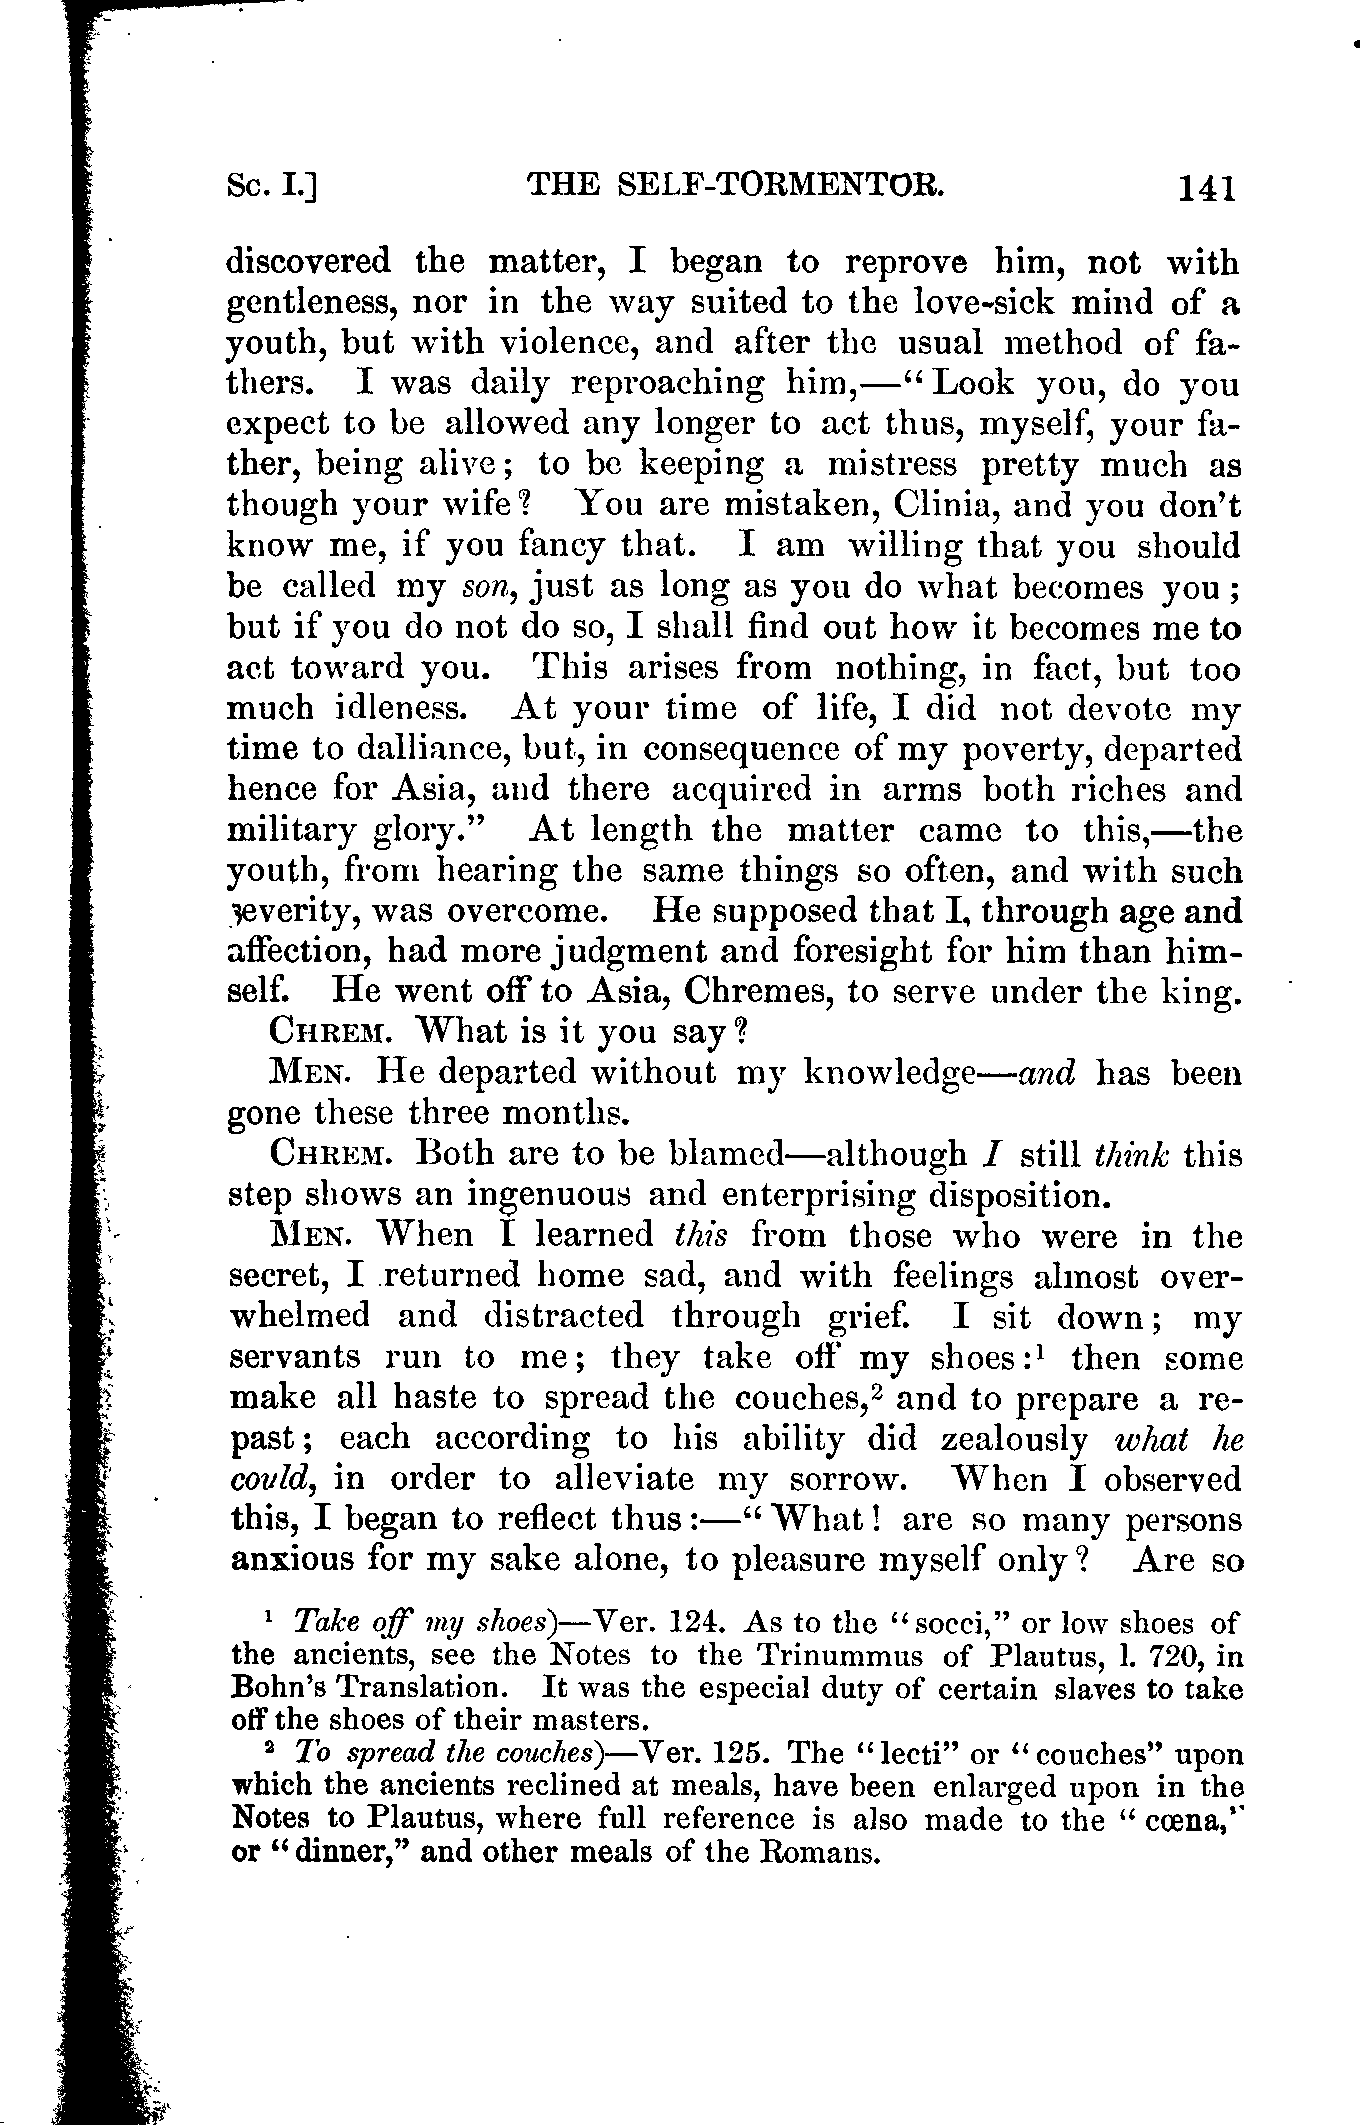 Sc. I.] THE SELF-TORMENTOR. 141
discovered the matter, I began to reprove him, not with
gentleness, nor in the way suited to the love-sick mind of a
youth, but with violence, and after the usual method of fa-
thers. I was daily reproaching him,—“Look you, do you
expect to be allowed any longer to act thus, myself, your fa-
ther, being alive; to be keeping a mistress pretty much as
though your wife? You are mistaken, Clinia, and you don’t
know me, if you fancy that. I am willing that you should
be called my son, just as long as you do what becomes you;
but if you do not do so, I shall find out how it becomes me to
act toward you. This arises from nothing, in fact, but too
much idleness. At your time of life, I did not devote my
time to dalliance, but, in consequence of my poverty, departed
hence for Asia, and there acquired in arms both riches and
military glory.” At length the matter came to this,—the
youth, from hearing the same things so often, and with such
severity, was overcome. He supposed that I, through age and
affection, had more judgment and foresight for him than him-
self. He went off to Asia, Chremes, to serve under the king.
CHREM. What is it you say?
MEN. He departed without my knowledge—and has been
gone these three months.
CHREM. Both are to be blamed—although I still think this
step shows an ingenuous and enterprising disposition.
MEN. When I learned this from those who were in the
secret, I returned home sad, and with feelings almost over-
whelmed and distracted through grief. I sit down; my
servants run to me; they take off my shoes:¹ then some
make all haste to spread the couches,² and to prepare a re-
past; each according to his ability did zealously what he
could, in order to alleviate my sorrow. When I observed
this, I began to reflect thus:—“What! are so many persons
anxious for my sake alone, to pleasure myself only? Are so
¹ Take off my shoes)—Ver. 124. As to the “socci,” or low shoes of
the ancients, see the Notes to the Trinummus of Plautus, l. 720, in
Bohn’s Translation. It was the especial duty of certain slaves to take
off the shoes of their masters.
² To spread the couches)—Ver. 125. The “lecti” or “couches” upon
which the ancients reclined at meals, have been enlarged upon in the
Notes to Plautus, where full reference is also made to the “cœna,”
or “dinner,” and other meals of the Romans.